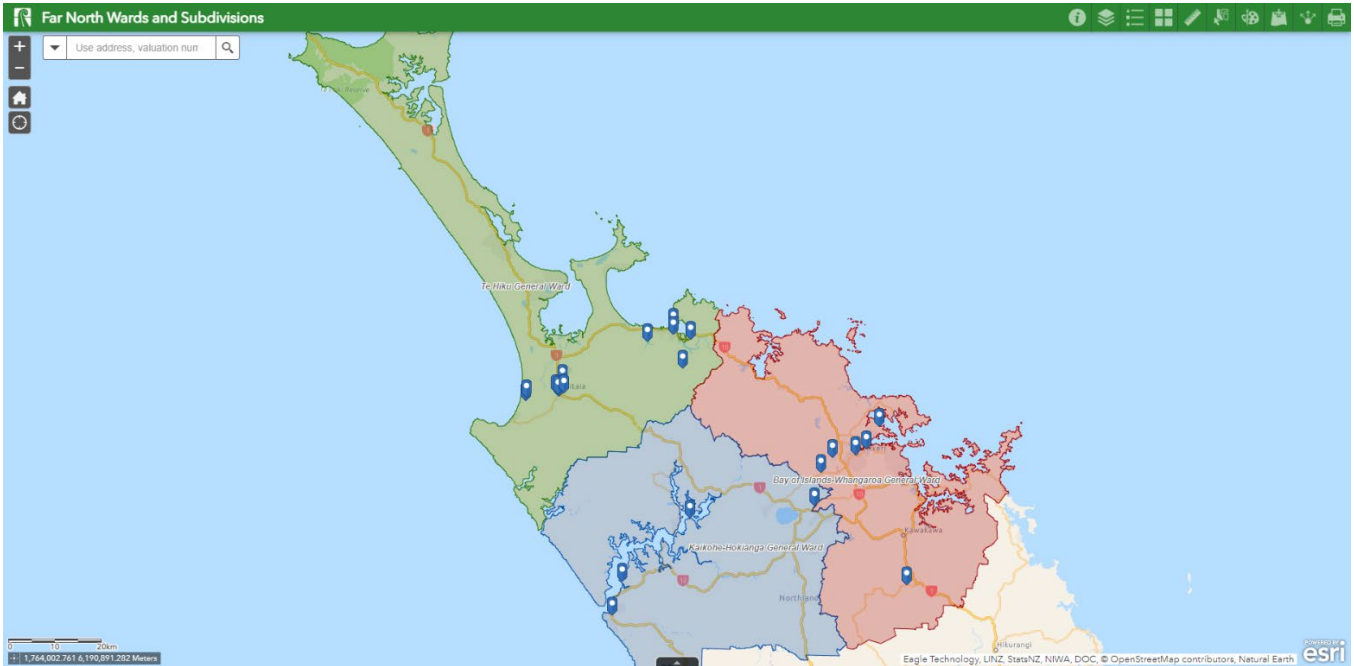 Far North Wards and Subdivisions
+
Use address, valuation num
−
Te Hiku General Ward
Bay of Islands-Whangaroa General Ward
Kawakawa
Kaikohe-Hokianga General Ward
Northland
Hikurangi
0 10 20km
1,764,002.761 6,190,891.282 Meters
Eagle Technology, LINZ, StatsNZ, NIWA, DOC, © OpenStreetMap contributors, Natural Earth
POWERED BY
esri